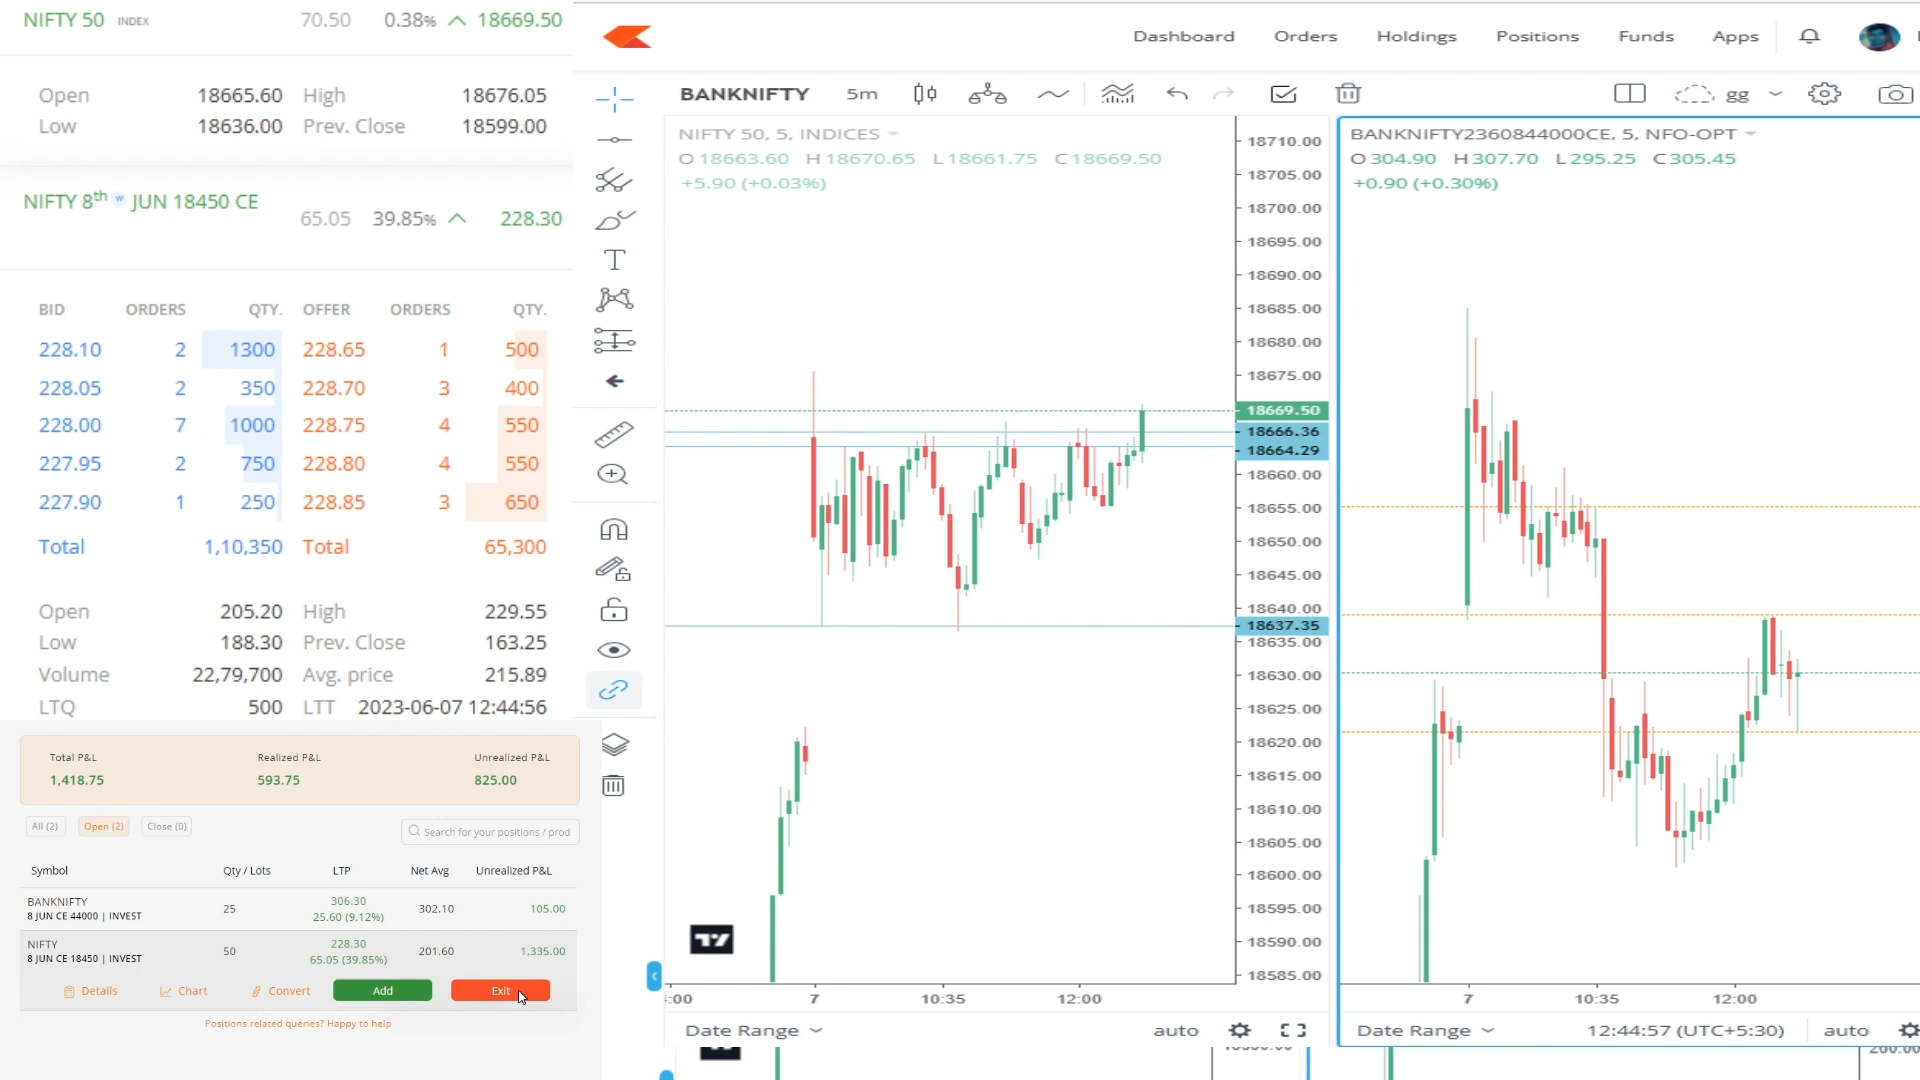 NIFTY 50 INDEX 70.50 0.38% 18669.50
Open 18665.60 High 18676.05
Low 18636.00 Prev. Close 18599.00
NIFTY 8th w JUN 18450 CE 65.05 39.85% 228.30
BID ORDERS QTY. OFFER ORDERS QTY.
228.10 2 1300 228.65 1 500
228.05 2 350 228.70 3 400
228.00 7 1000 228.75 4 550
227.95 2 750 228.80 4 550
227.90 1 250 228.85 3 650
Total 1,10,350 Total 65,300
Open 205.20 High 229.55
Low 188.30 Prev. Close 163.25
Volume 22,79,700 Avg. price 215.89
LTQ 500 LTT 2023-06-07 12:44:56
Total P&L Realized P&L Unrealized P&L
1,418.75 593.75 825.00
All (2) Open (2) Close (0) Search for your positions / prod
Symbol Qty / Lots LTP Net Avg Unrealized P&L
BANKNIFTY 25 306.30 302.10 105.00
8 JUN CE 44000 | INVEST 25.60 (9.12%)
NIFTY 50 228.30 201.60 1,335.00
8 JUN CE 18450 | INVEST 65.05 (39.85%)
Details Chart Convert Add Exit
Positions related queries? Happy to help
Dashboard Orders Holdings Positions Funds Apps
BANKNIFTY 5m gg
NIFTY 50, 5, INDICES
O 18663.60 H 18670.65 L 18661.75 C 18669.50
+5.90 (+0.03%)
18710.00
18705.00
18700.00
18695.00
18690.00
18685.00
18680.00
18675.00
18669.50
18666.36
18664.29
18660.00
18655.00
18650.00
18645.00
18640.00
18637.35
18635.00
18630.00
18625.00
18620.00
18615.00
18610.00
18605.00
18600.00
18595.00
18590.00
18585.00
:00 7 10:35 12:00
Date Range auto
BANKNIFTY2360844000CE, 5, NFO-OPT
O 304.90 H 307.70 L 295.25 C 305.45
+0.90 (+0.30%)
7 10:35 12:00
Date Range 12:44:57 (UTC+5:30) auto